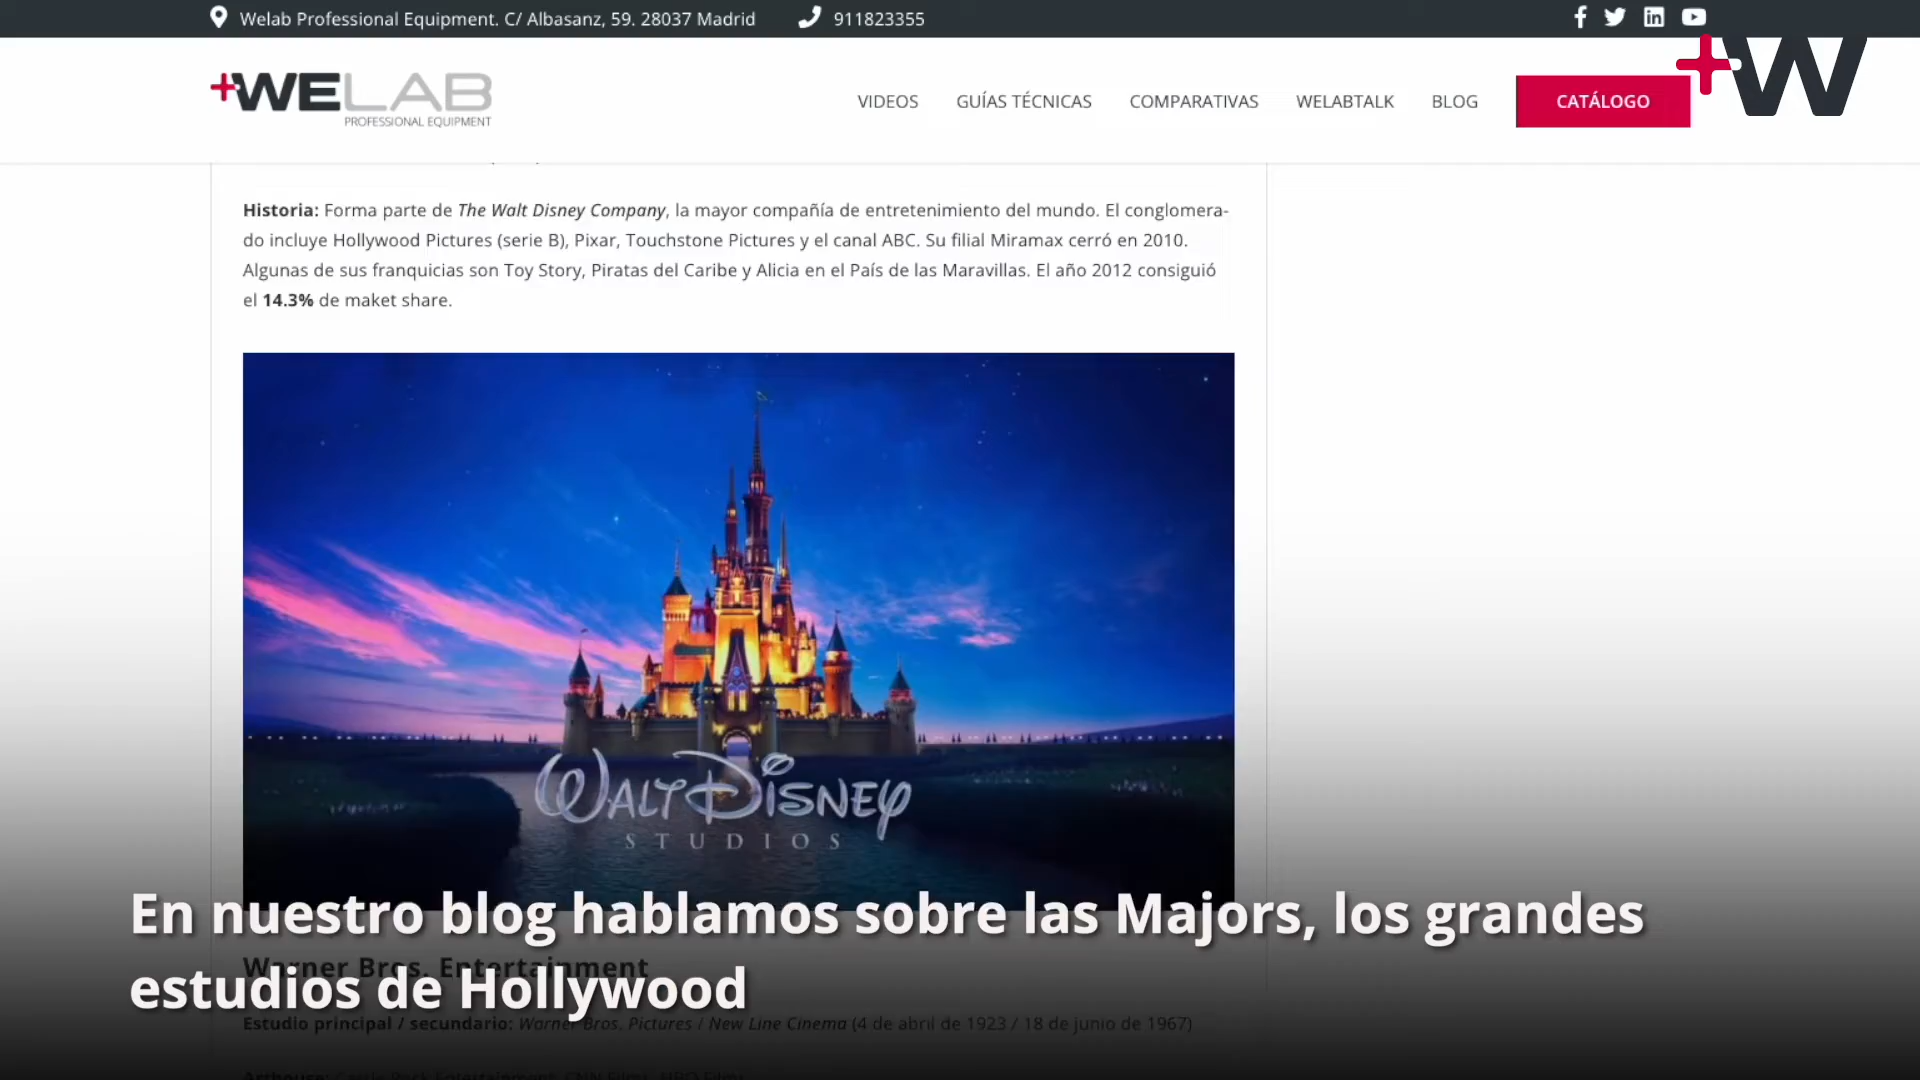 Welab Professional Equipment. C/ Albasanz, 59. 28037 Madrid 911823355
+WELAB
PROFESSIONAL EQUIPMENT
VIDEOS GUÍAS TÉCNICAS COMPARATIVAS WELABTALK BLOG CATÁLOGO
+W
Historia: Forma parte de The Walt Disney Company, la mayor compañía de entretenimiento del mundo. El conglomera-
do incluye Hollywood Pictures (serie B), Pixar, Touchstone Pictures y el canal ABC. Su filial Miramax cerró en 2010.
Algunas de sus franquicias son Toy Story, Piratas del Caribe y Alicia en el País de las Maravillas. El año 2012 consiguió
el 14.3% de maket share.
WALT DISNEY
STUDIOS
En nuestro blog hablamos sobre las Majors, los grandes
Warner Bros. Entertainment
estudios de Hollywood
Estudio principal / secundario: Warner Bros. Pictures / New Line Cinema (4 de abril de 1923 / 18 de junio de 1967)